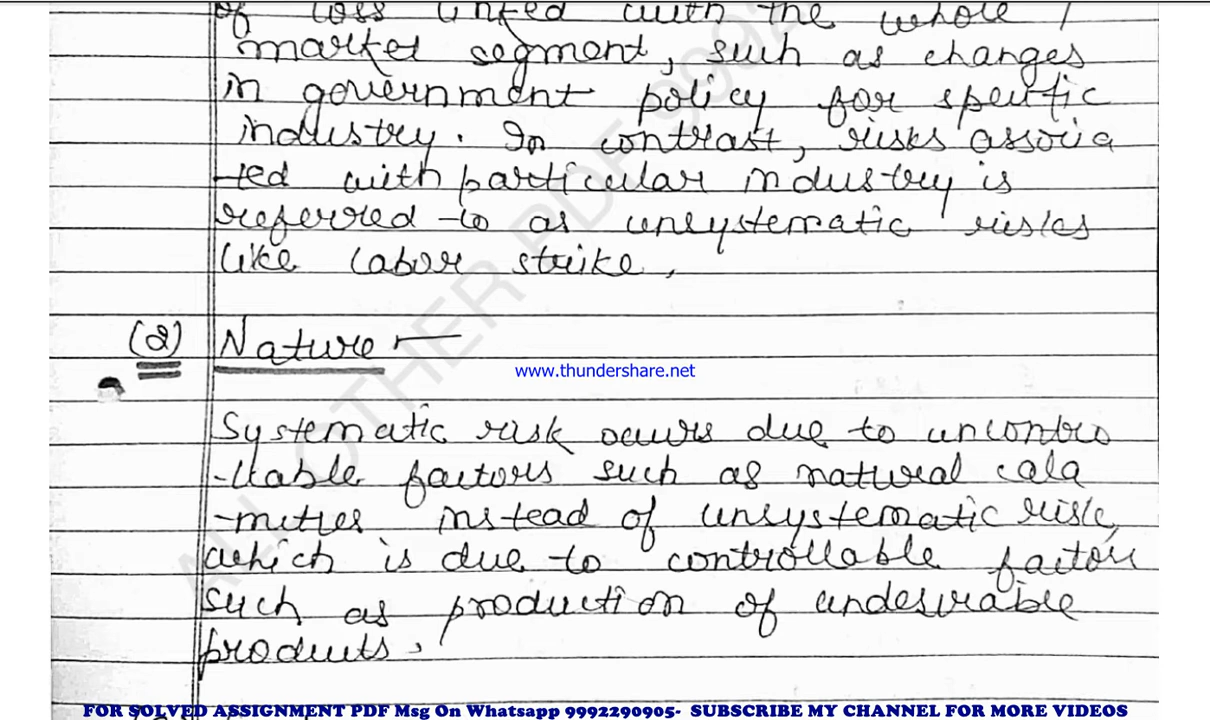 of loss linked with the whole
market segment, such as changes
in government policy for specific
industry. In contrast, risks associa
-ted with particular industry is
referred to as unsystematic risks
like labor strike,
(2) Nature -
www.thundershare.net
Systematic risk occurs due to uncontro
-llable factors such as natural cala
-mities instead of unsystematic risk,
which is due to controllable factors
such as production of undesirable
products.
ALL OTHER PDF 99922
FOR SOLVED ASSIGNMENT PDF Msg On Whatsapp 9992290905- SUBSCRIBE MY CHANNEL FOR MORE VIDEOS